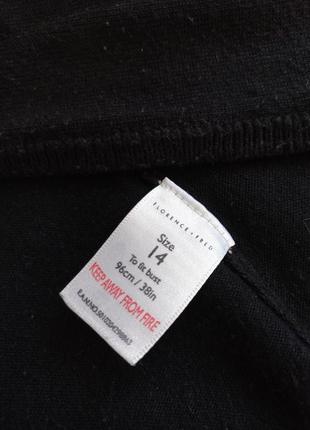 FLORENCE + FRED
Size
14
To fit bust
96cm / 38in
KEEP AWAY FROM FIRE